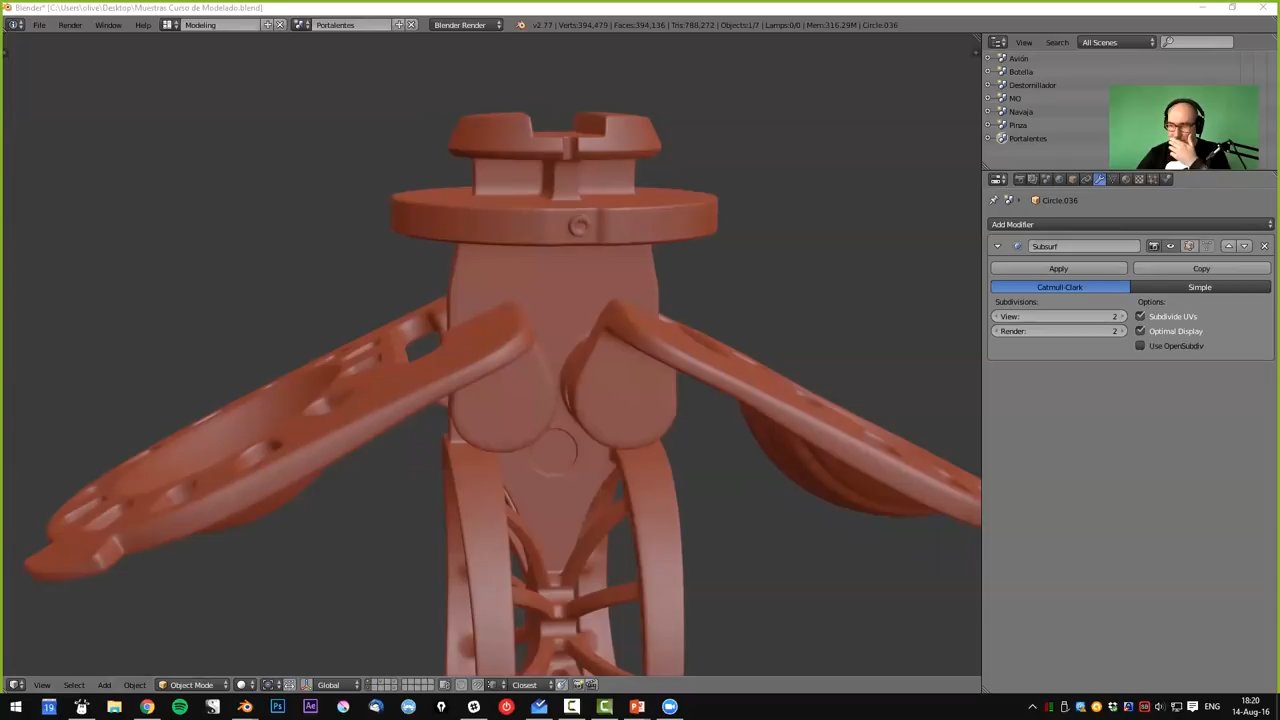 Blender* [C:\Users\olive\Desktop\Muestras Curso de Modelado.blend]
File Render Window Help Modeling Portalentes Blender Render v2.77 | Verts:394,479 | Faces:394,136 | Tris:788,272 | Objects:1/7 | Lamps:0/0 | Mem:316.29M | Circle.036
View Search All Scenes
Avión
Botella
Destornillador
MO
Navaja
Pinza
Portalentes
Circle.036
Add Modifier
Subsurf
Apply Copy
Catmull-Clark Simple
Subdivisions: Options:
View: 2 Subdivide UVs
Render: 2 Optimal Display
Use OpenSubdiv
View Select Add Object Object Mode Global Closest
19 Ps Ae ENG
18:20
14-Aug-16